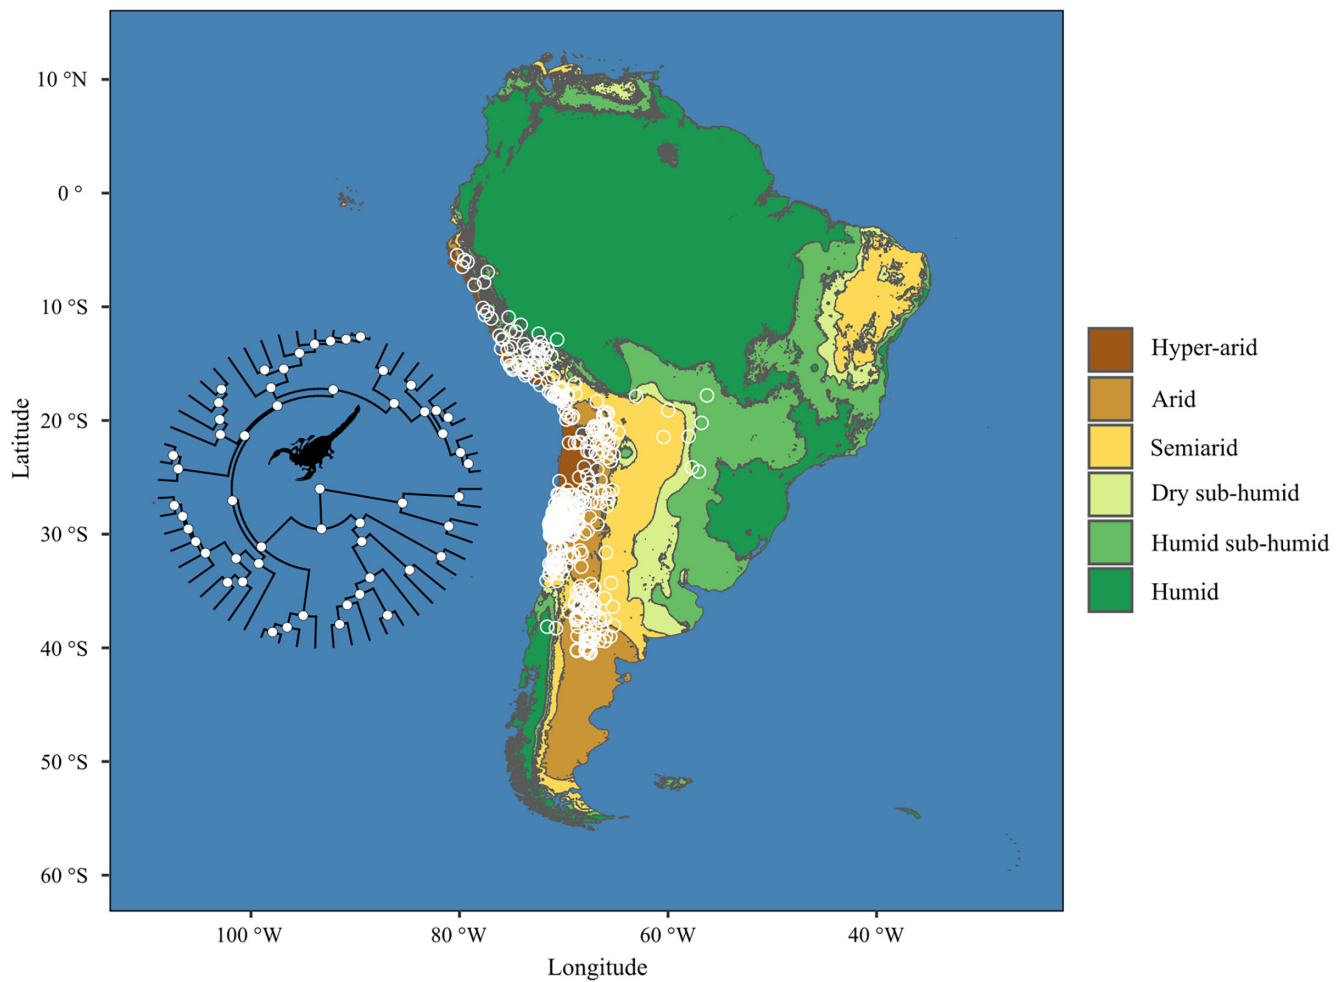 10 °N
0 °
10 °S
20 °S
30 °S
40 °S
50 °S
60 °S
Latitude
100 °W
80 °W
60 °W
40 °W
Longitude
Hyper-arid
Arid
Semiarid
Dry sub-humid
Humid sub-humid
Humid